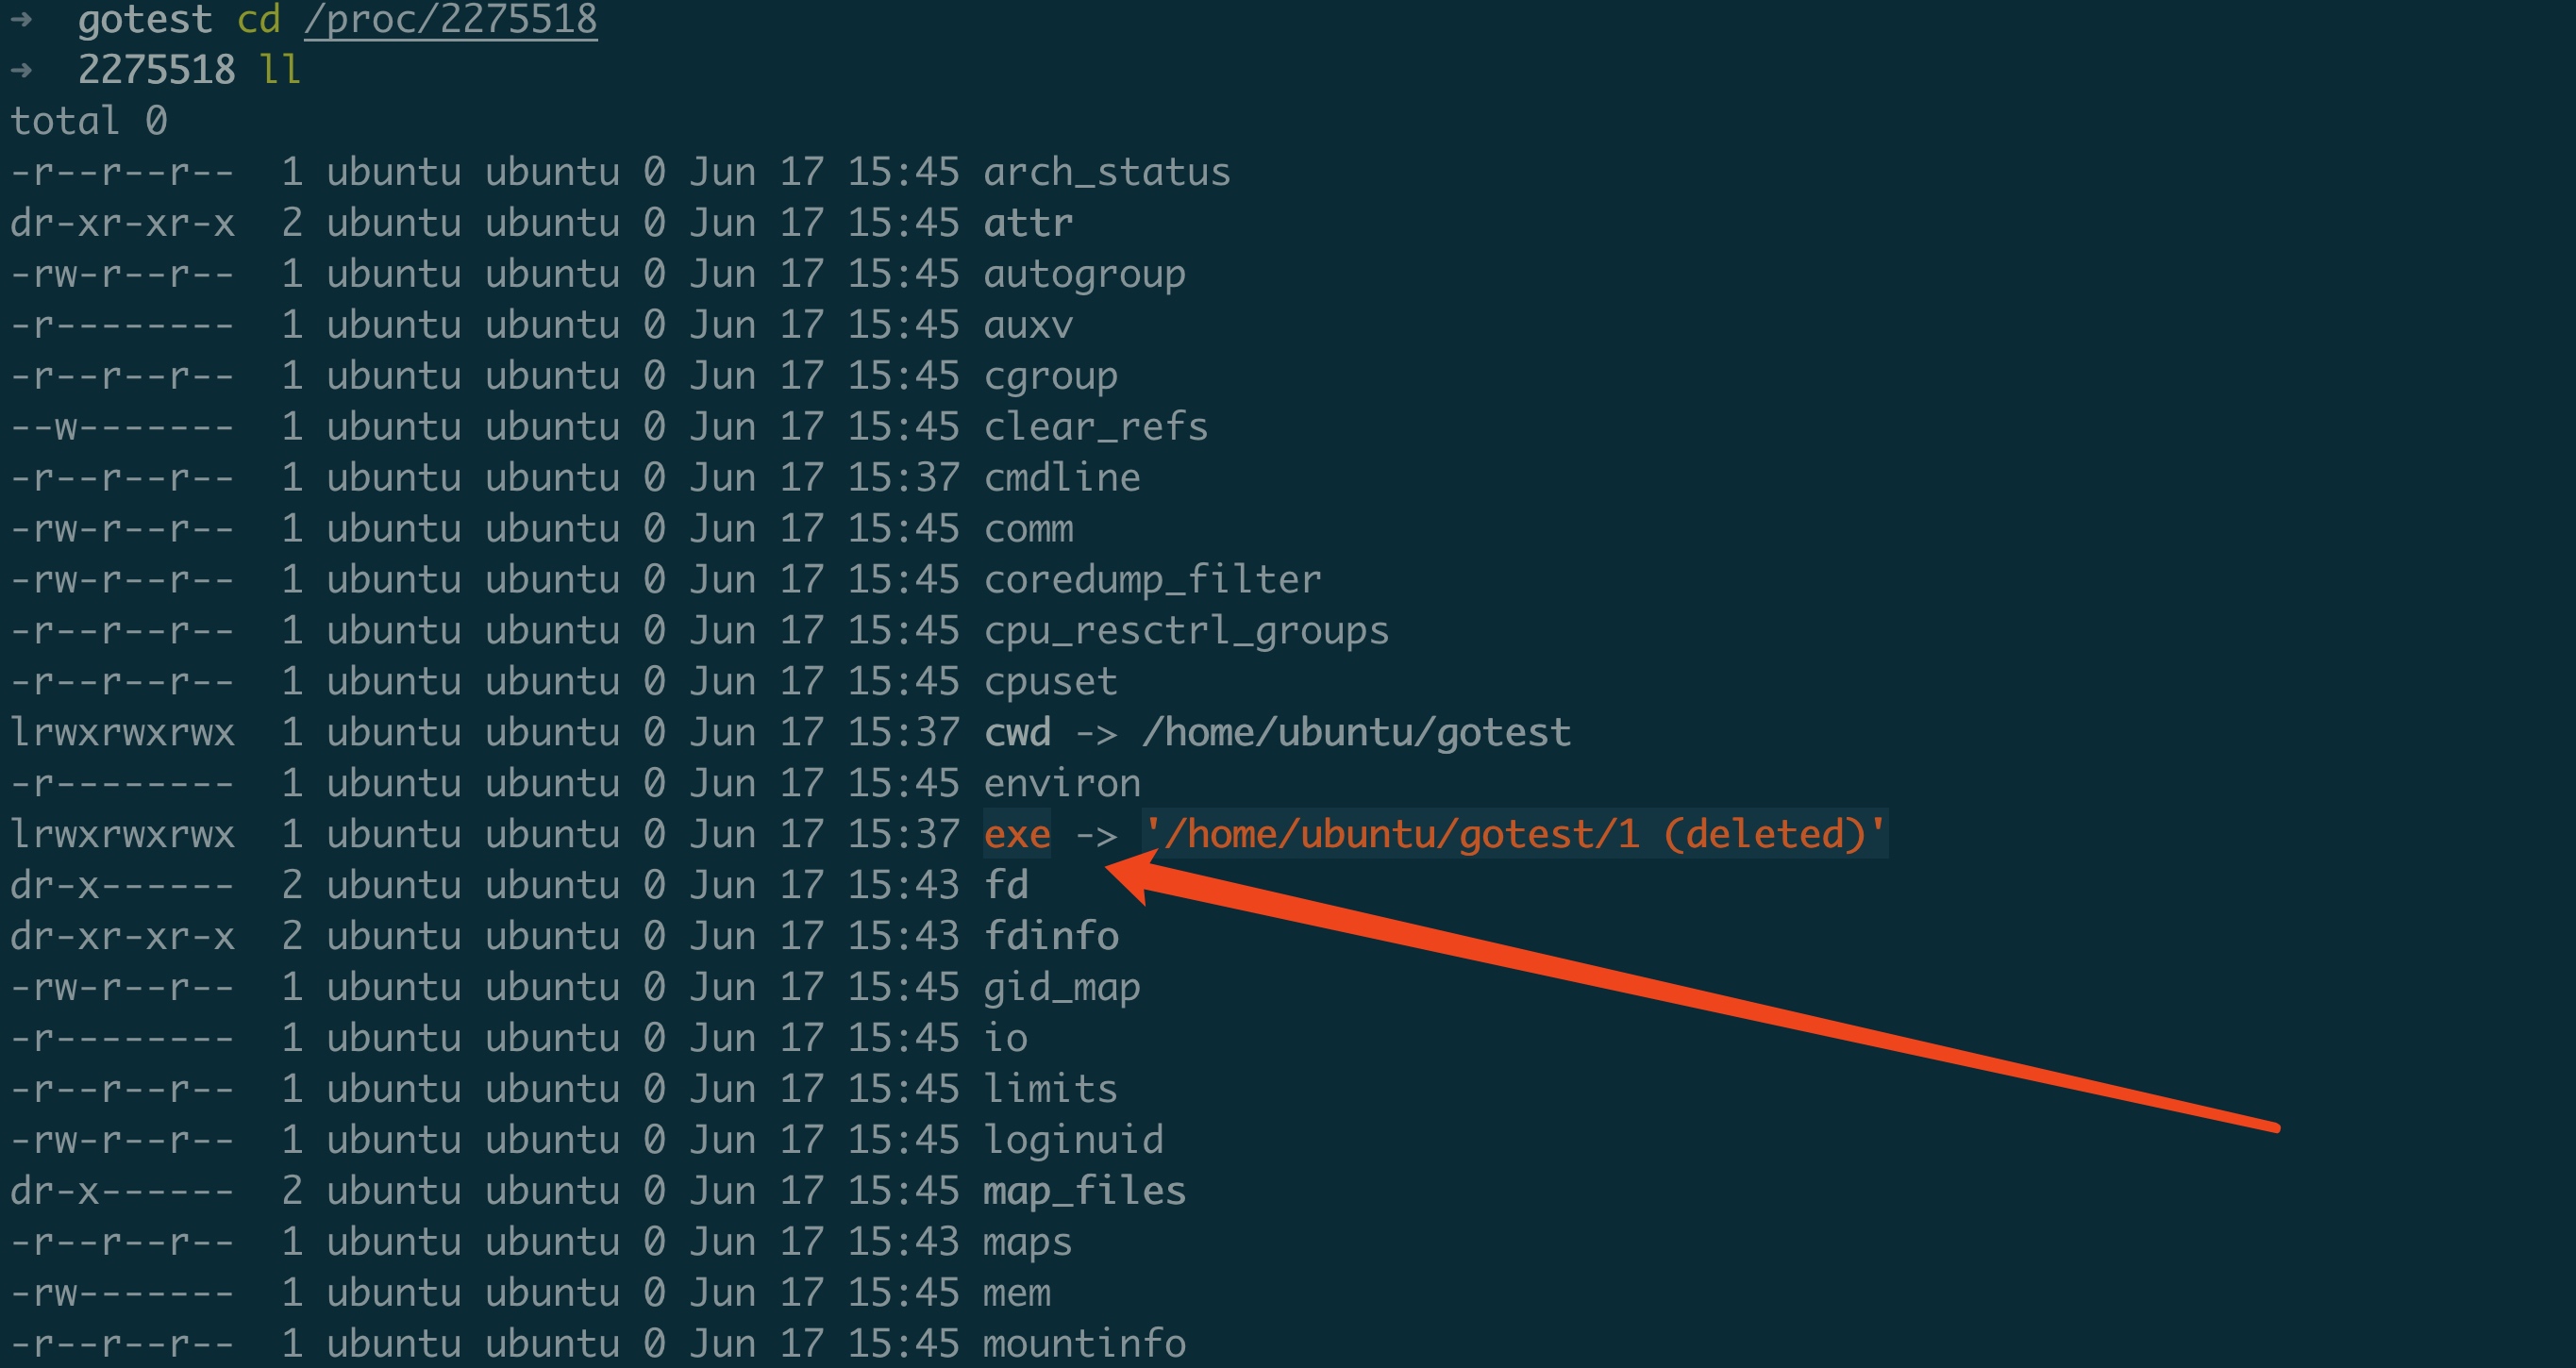 ➜  gotest cd /proc/2275518
➜  2275518 ll
total 0
-r--r--r--  1 ubuntu ubuntu 0 Jun 17 15:45 arch_status
dr-xr-xr-x  2 ubuntu ubuntu 0 Jun 17 15:45 attr
-rw-r--r--  1 ubuntu ubuntu 0 Jun 17 15:45 autogroup
-r--------  1 ubuntu ubuntu 0 Jun 17 15:45 auxv
-r--r--r--  1 ubuntu ubuntu 0 Jun 17 15:45 cgroup
--w-------  1 ubuntu ubuntu 0 Jun 17 15:45 clear_refs
-r--r--r--  1 ubuntu ubuntu 0 Jun 17 15:37 cmdline
-rw-r--r--  1 ubuntu ubuntu 0 Jun 17 15:45 comm
-rw-r--r--  1 ubuntu ubuntu 0 Jun 17 15:45 coredump_filter
-r--r--r--  1 ubuntu ubuntu 0 Jun 17 15:45 cpu_resctrl_groups
-r--r--r--  1 ubuntu ubuntu 0 Jun 17 15:45 cpuset
lrwxrwxrwx  1 ubuntu ubuntu 0 Jun 17 15:37 cwd -> /home/ubuntu/gotest
-r--------  1 ubuntu ubuntu 0 Jun 17 15:45 environ
lrwxrwxrwx  1 ubuntu ubuntu 0 Jun 17 15:37 exe -> '/home/ubuntu/gotest/1 (deleted)'
dr-x------  2 ubuntu ubuntu 0 Jun 17 15:43 fd
dr-xr-xr-x  2 ubuntu ubuntu 0 Jun 17 15:43 fdinfo
-rw-r--r--  1 ubuntu ubuntu 0 Jun 17 15:45 gid_map
-r--------  1 ubuntu ubuntu 0 Jun 17 15:45 io
-r--r--r--  1 ubuntu ubuntu 0 Jun 17 15:45 limits
-rw-r--r--  1 ubuntu ubuntu 0 Jun 17 15:45 loginuid
dr-x------  2 ubuntu ubuntu 0 Jun 17 15:45 map_files
-r--r--r--  1 ubuntu ubuntu 0 Jun 17 15:43 maps
-rw-------  1 ubuntu ubuntu 0 Jun 17 15:45 mem
-r--r--r--  1 ubuntu ubuntu 0 Jun 17 15:45 mountinfo